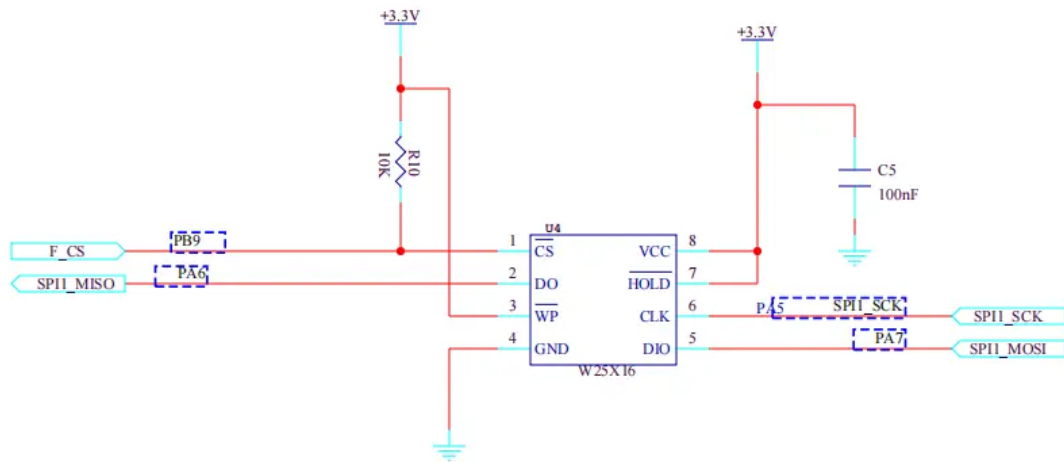 +3.3V
+3.3V
R10
10K
C5
100nF
U4
F_CS
PB9
1
CS
VCC
8
SPI1_MISO
PA6
2
DO
HOLD
7
3
WP
CLK
6
PA5
SPI1_SCK
SPI1_SCK
4
GND
DIO
5
PA7
SPI1_MOSI
W25X16